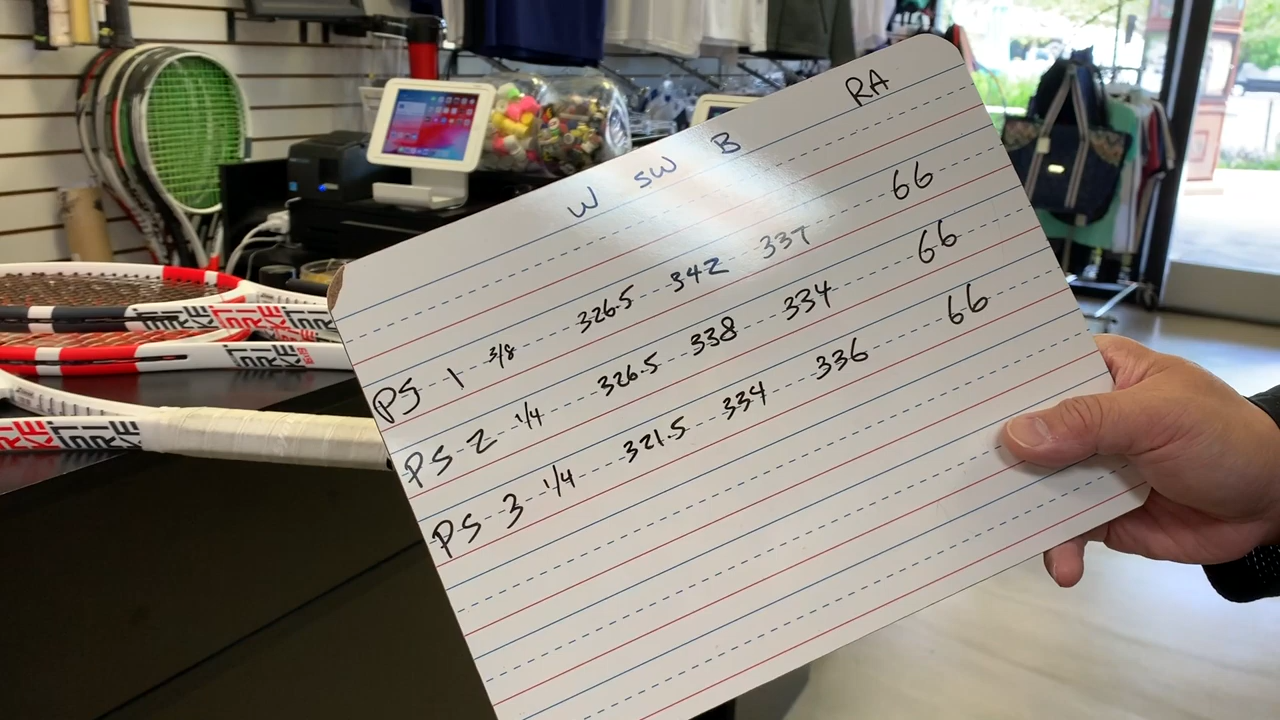 W SW B RA
PS 1 3/8 326.5 342 337 66
PS 2 1/4 326.5 338 334 66
PS 3 1/4 321.5 334 336 66